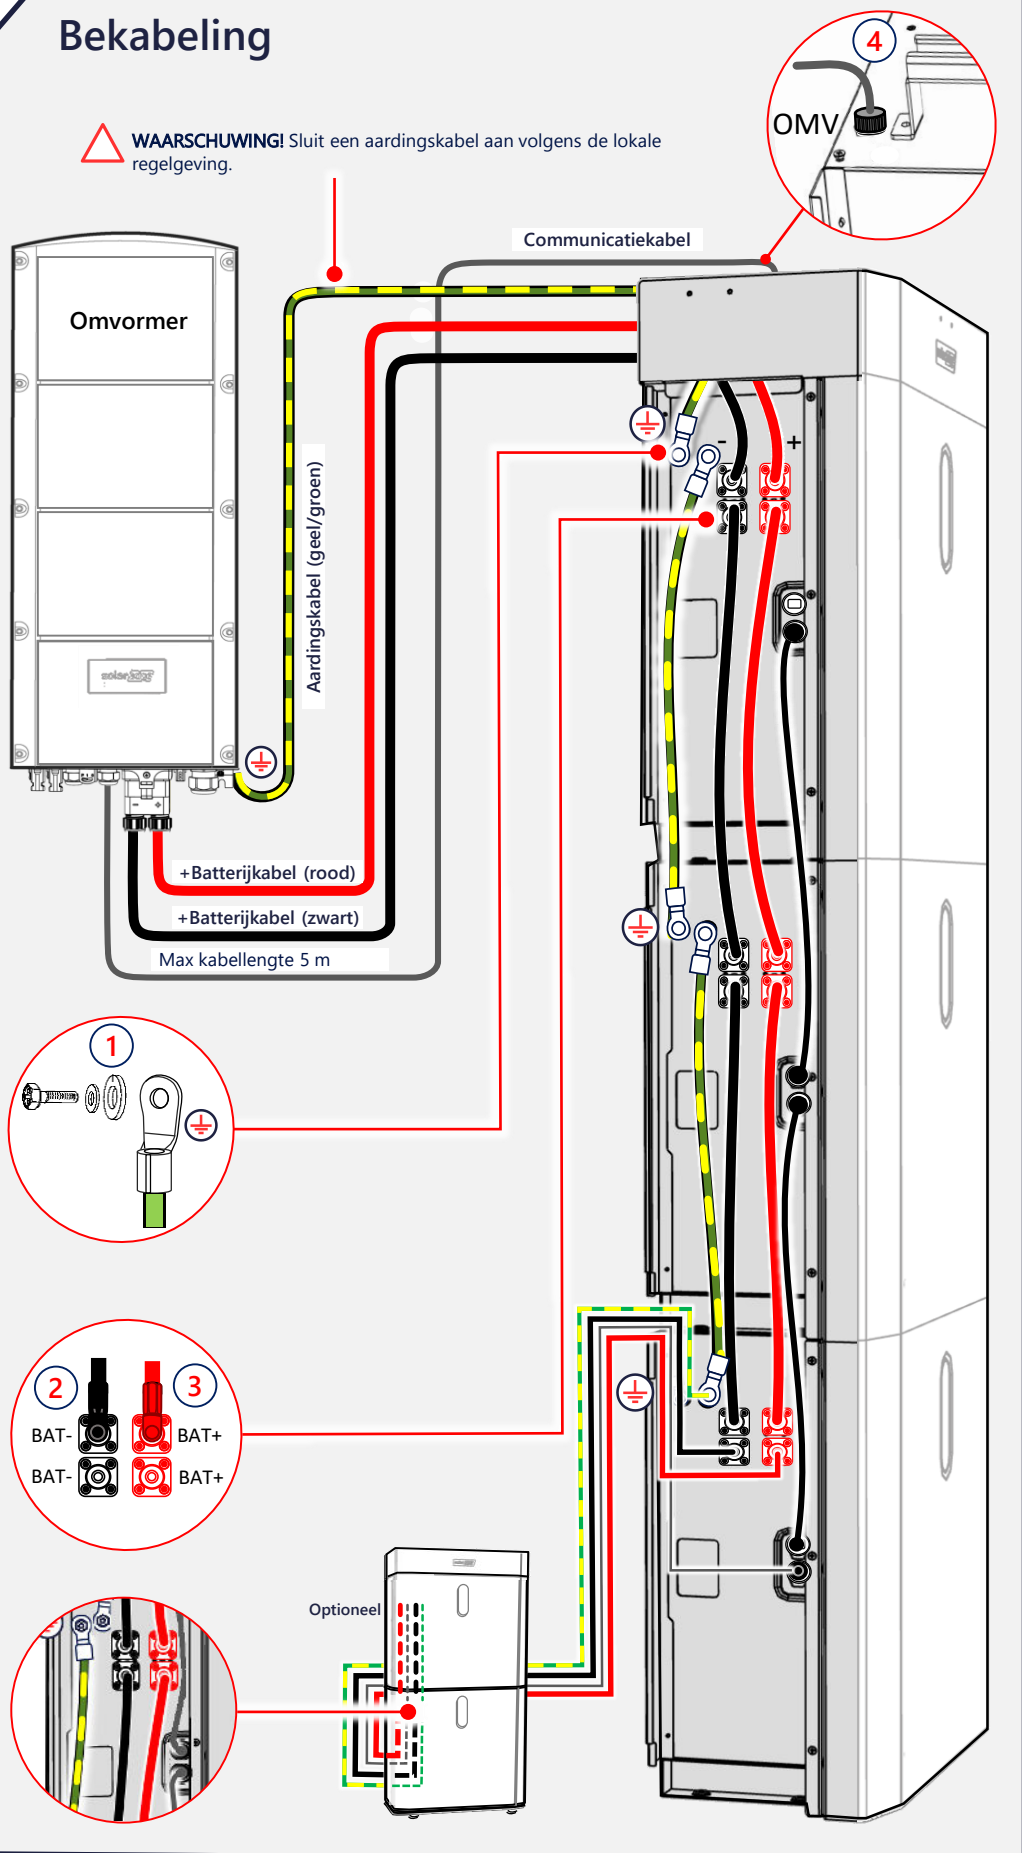 Bekabeling
4
OMV
WAARSCHUWING! Sluit een aardingskabel aan volgens de lokale
regelgeving.
Communicatiekabel
Omvormer
- +
Aardingskabel (geel/groen)
solar
+Batterijkabel (rood)
+Batterijkabel (zwart)
Max kabellengte 5 m
1
2 3
BAT- BAT+
BAT- BAT+
Optioneel